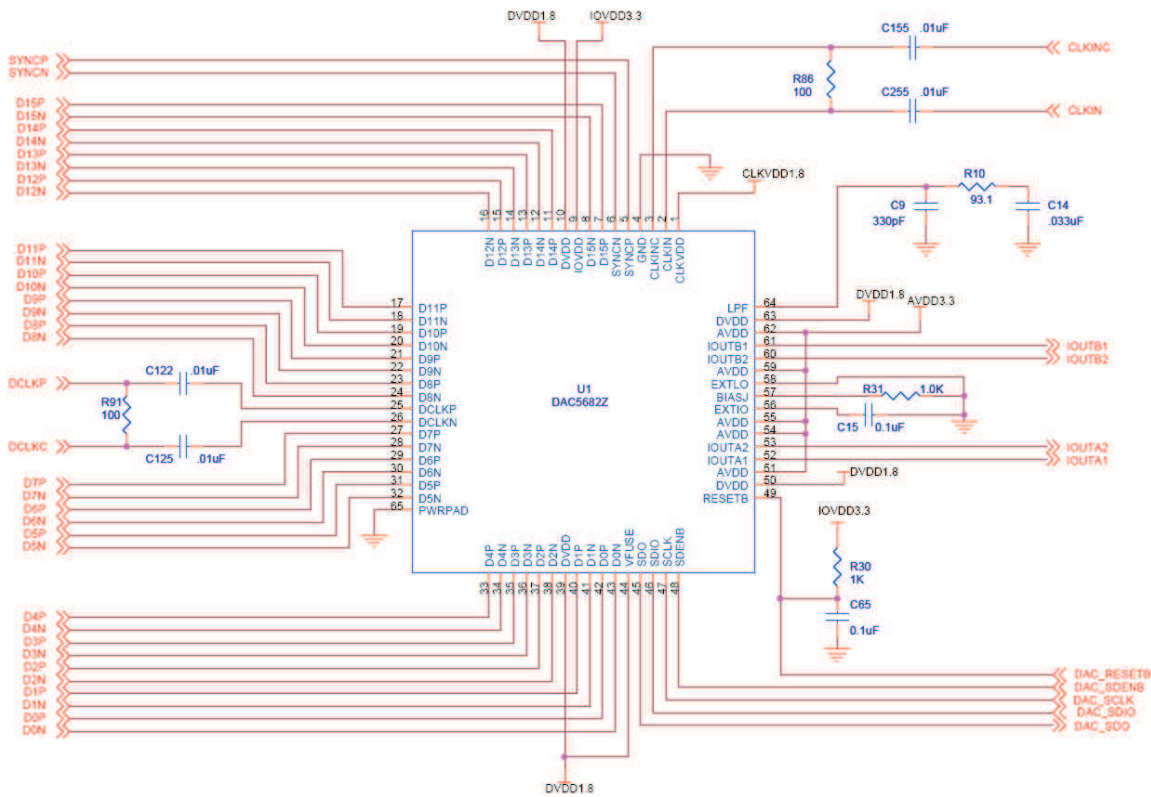 DVDD1.8
IOVDD3.3
C155 .01uF
CLKINC
R86
100
C255 .01uF
CLKIN
SYNCP
SYNCN
D15P
D15N
D14P
D14N
D13P
D13N
D12P
D12N
CLKVDD1.8
R10
93.1
C9
330pF
C14
.033uF
16 15 14 13 12 11 10 9 8 7 6 5 4 3 2 1
D12N D12P D13N D13P D14N D14P DVDD IOVDD D15N D15P SYNCN SYNCP GND CLKINC CLKIN CLKVDD
D11P
D11N
D10P
D10N
D9P
D9N
D8P
D8N
DCLKP
C122 .01uF
R91
100
DCLKC
C125 .01uF
D7P
D7N
D6P
D6N
D5P
D5N
17 D11P
18 D11N
19 D10P
20 D10N
21 D9P
22 D9N
23 D8P
24 D8N
25 DCLKP
26 DCLKN
27 D7P
28 D7N
29 D6P
30 D6N
31 D5P
32 D5N
65 PWRPAD
U1
DAC5682Z
LPF 64
DVDD 63
AVDD 62
IOUTB1 61
IOUTB2 60
AVDD 59
EXTLO 58
BIASJ 57
EXTIO 56
AVDD 55
AVDD 54
IOUTA2 53
IOUTA1 52
AVDD 51
DVDD 50
RESETB 49
DVDD1.8
AVDD3.3
IOUTB1
IOUTB2
R31 1.0K
C15 0.1uF
IOUTA2
IOUTA1
DVDD1.8
IOVDD3.3
R30
1K
C65
0.1uF
D4P D4N D3P D3N D2P D2N DVDD D1P D1N D0P D0N VFUSE SDO SDIO SCLK SDENB
33 34 35 36 37 38 39 40 41 42 43 44 45 46 47 48
D4P
D4N
D3P
D3N
D2P
D2N
D1P
D1N
D0P
D0N
DAC_RESETB
DAC_SDENB
DAC_SCLK
DAC_SDIO
DAC_SDO
DVDD1.8